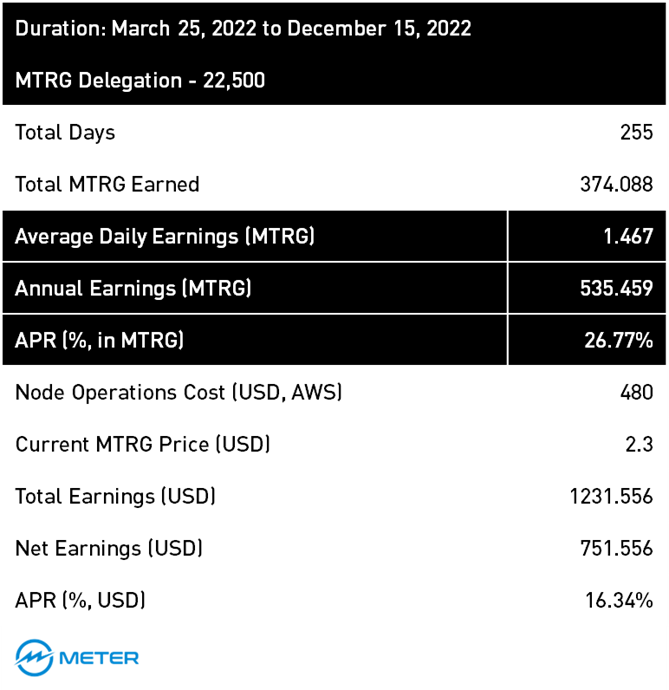 Duration: March 25, 2022 to December 15, 2022
MTRG Delegation - 22,500
Total Days 255
Total MTRG Earned 374.088
Average Daily Earnings (MTRG) 1.467
Annual Earnings (MTRG) 535.459
APR (%, in MTRG) 26.77%
Node Operations Cost (USD, AWS) 480
Current MTRG Price (USD) 2.3
Total Earnings (USD) 1231.556
Net Earnings (USD) 751.556
APR (%, USD) 16.34%
METER